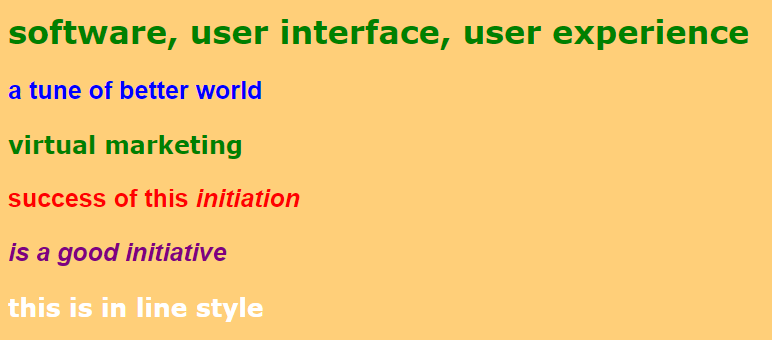 software, user interface, user experience
a tune of better world
virtual marketing
success of this initiation
is a good initiative
this is in line style